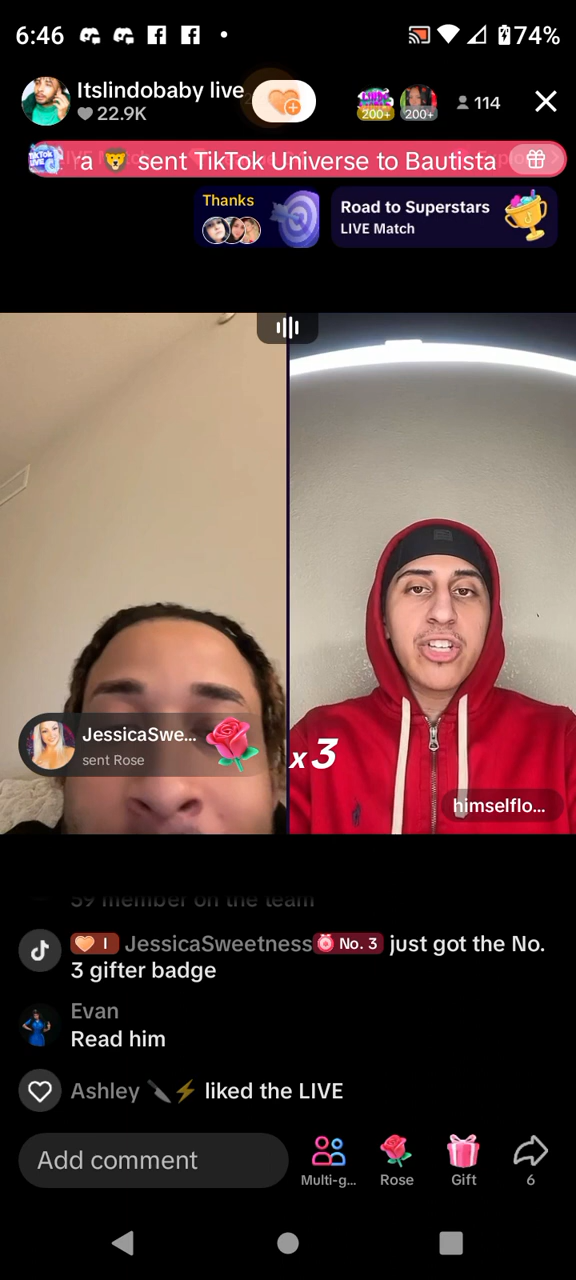 6:46
74%
Itslindobaby live
22.9K
200+
200+
114
a 🦁 sent TikTok Universe to Bautista
Thanks
Road to Superstars
LIVE Match
JessicaSwe...
sent Rose
x3
himselflo...
59 member on the team
I JessicaSweetness No. 3 just got the No.
3 gifter badge
Evan
Read him
Ashley 🔪⚡ liked the LIVE
Add comment
Multi-g...
Rose
Gift
6